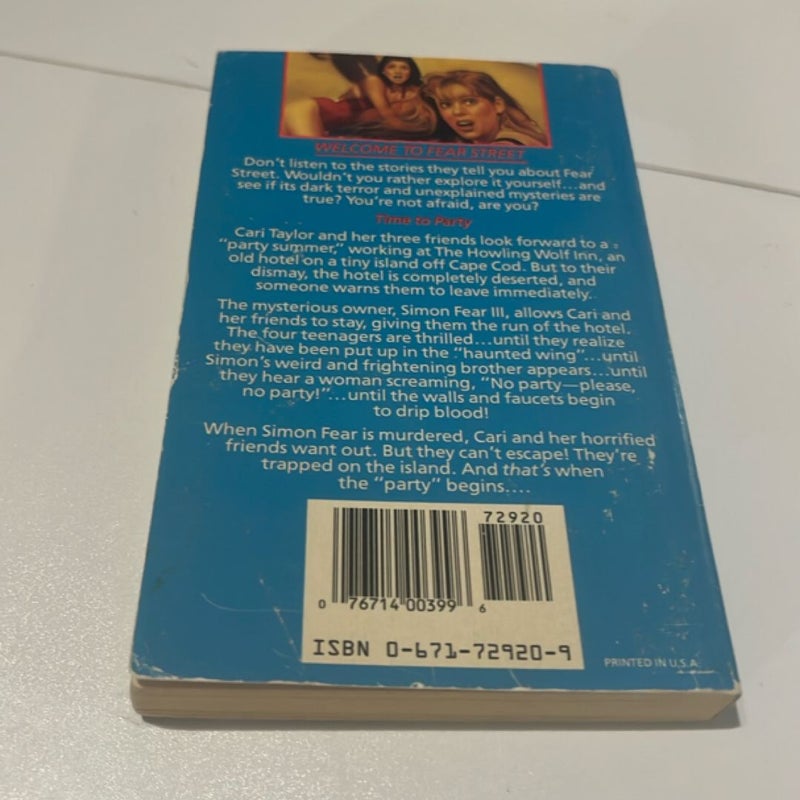 WELCOME TO FEAR STREET
Don't listen to the stories they tell you about Fear
Street. Wouldn't you rather explore it yourself...and
see if its dark terror and unexplained mysteries are
true? You're not afraid, are you?
Time to Party
Cari Taylor and her three friends look forward to a
"party summer," working at The Howling Wolf Inn, an
old hotel on a tiny island off Cape Cod. But to their
dismay, the hotel is completely deserted, and
someone warns them to leave immediately.
The mysterious owner, Simon Fear III, allows Cari and
her friends to stay, giving them the run of the hotel.
The four teenagers are thrilled...until they realize
they have been put up in the "haunted wing"...until
Simon's weird and frightening brother appears...until
they hear a woman screaming, "No party—please,
no party!"...until the walls and faucets begin
to drip blood!
When Simon Fear is murdered, Cari and her horrified
friends want out. But they can't escape! They're
trapped on the island. And that's when
the "party" begins....
72920
0 76714 00399 6
ISBN 0-671-72920-9
PRINTED IN U.S.A.